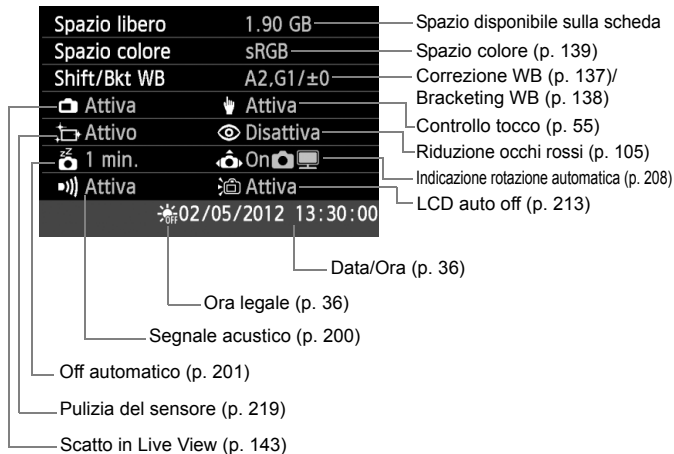 Spazio libero 1.90 GB Spazio disponibile sulla scheda
Spazio colore sRGB Spazio colore (p. 139)
Shift/Bkt WB A2,G1/±0 Correzione WB (p. 137)/
Bracketing WB (p. 138)
Attiva Attiva Controllo tocco (p. 55)
Attivo Disattiva Riduzione occhi rossi (p. 105)
zz 1 min. On Indicazione rotazione automatica (p. 208)
Attiva Attiva LCD auto off (p. 213)
OFF 02/05/2012 13:30:00
Data/Ora (p. 36)
Ora legale (p. 36)
Segnale acustico (p. 200)
Off automatico (p. 201)
Pulizia del sensore (p. 219)
Scatto in Live View (p. 143)